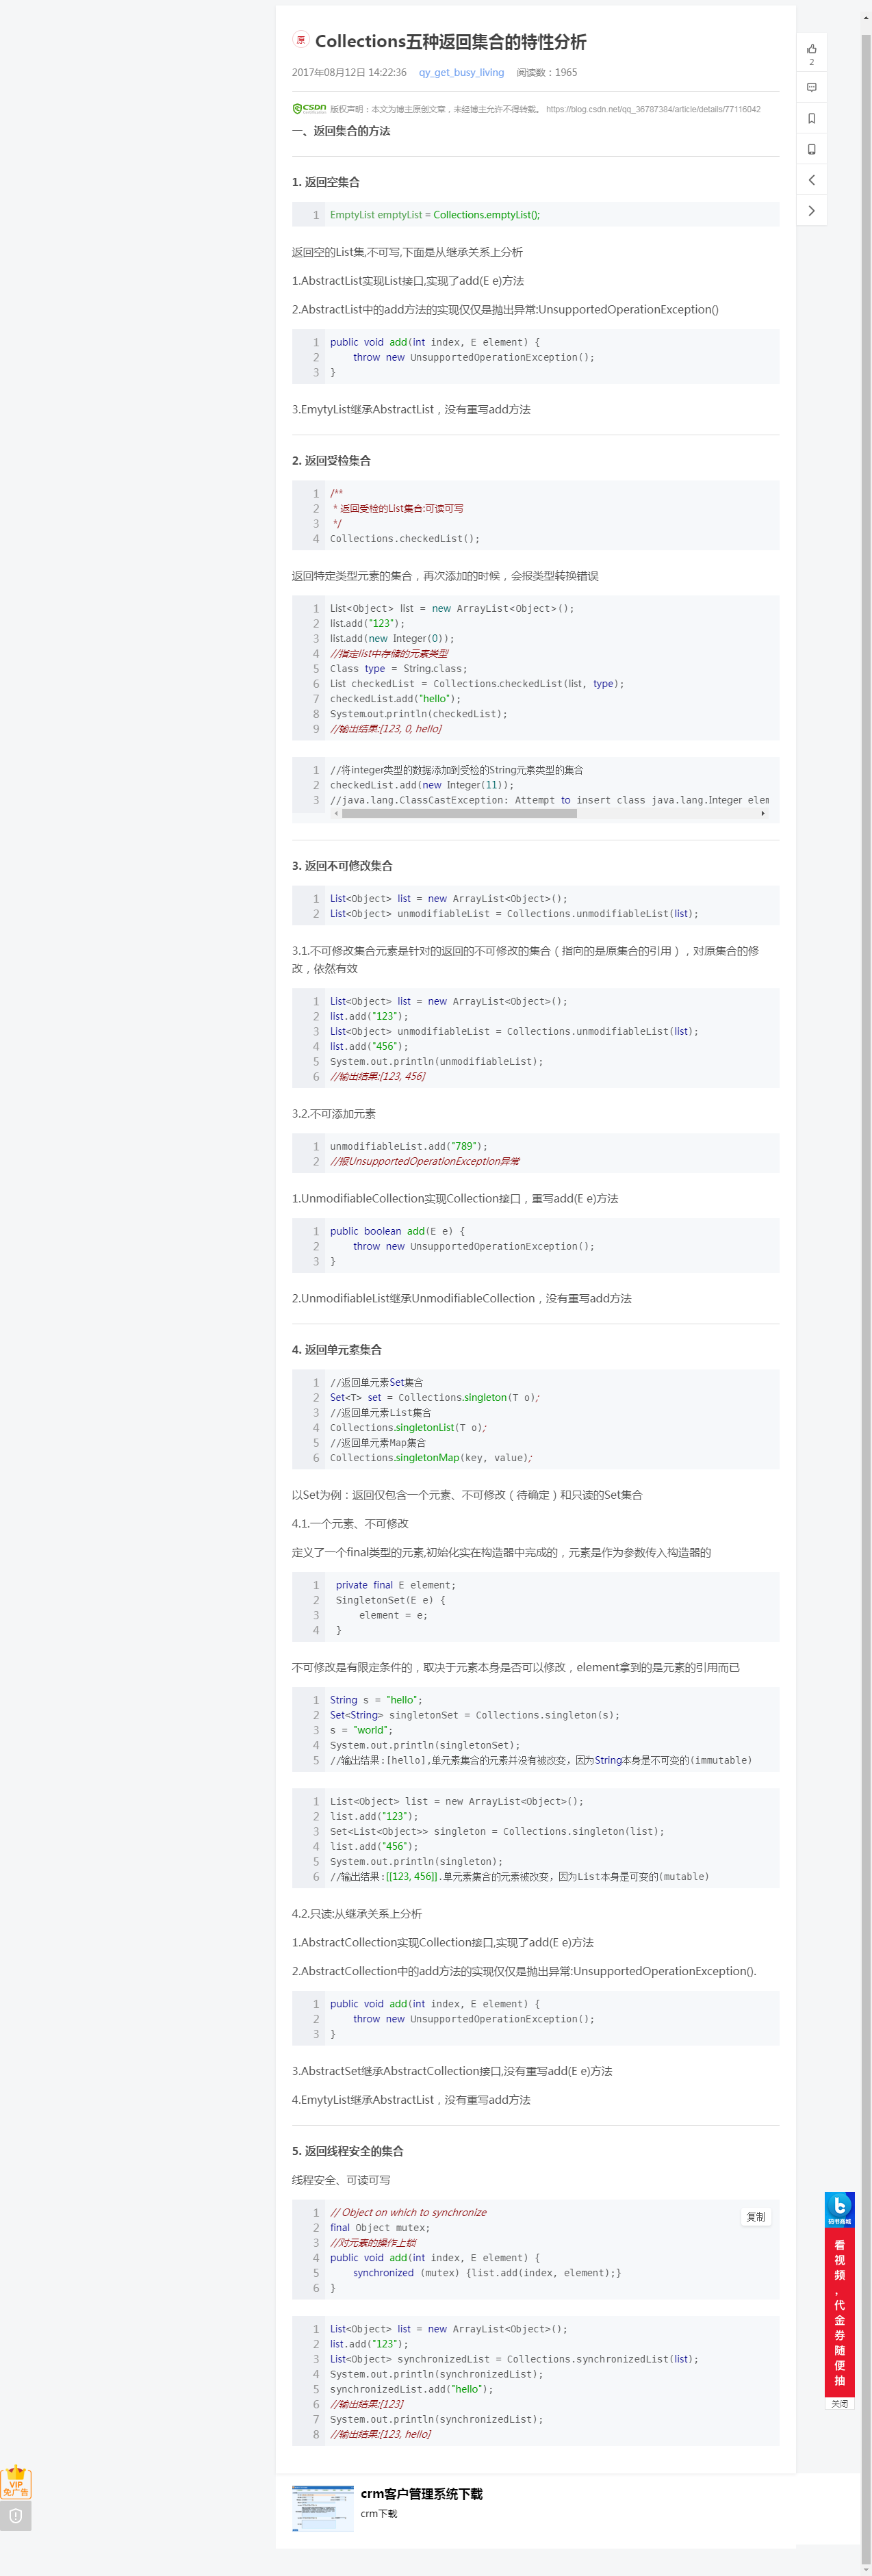 原 Collections五种返回集合的特性分析
2017年08月12日 14:22:36 qy_get_busy_living 阅读数：1965
CSDN 版权声明：本文为博主原创文章，未经博主允许不得转载。 https://blog.csdn.net/qq_36787384/article/details/77116042
一、返回集合的方法
1. 返回空集合
1 EmptyList emptyList = Collections.emptyList();
返回空的List集,不可写,下面是从继承关系上分析
1.AbstractList实现List接口,实现了add(E e)方法
2.AbstractList中的add方法的实现仅仅是抛出异常:UnsupportedOperationException()
1 public void add(int index, E element) {
2 throw new UnsupportedOperationException();
3 }
3.EmytyList继承AbstractList，没有重写add方法
2. 返回受检集合
1 /**
2 * 返回受检的List集合:可读可写
3 */
4 Collections.checkedList();
返回特定类型元素的集合，再次添加的时候，会报类型转换错误
1 List<Object> list = new ArrayList<Object>();
2 list.add("123");
3 list.add(new Integer(0));
4 //指定list中存储的元素类型
5 Class type = String.class;
6 List checkedList = Collections.checkedList(list, type);
7 checkedList.add("hello");
8 System.out.println(checkedList);
9 //输出结果:[123, 0, hello]
1 //将integer类型的数据添加到受检的String元素类型的集合
2 checkedList.add(new Integer(11));
3 //java.lang.ClassCastException: Attempt to insert class java.lang.Integer elem
3. 返回不可修改集合
1 List<Object> list = new ArrayList<Object>();
2 List<Object> unmodifiableList = Collections.unmodifiableList(list);
3.1.不可修改集合元素是针对的返回的不可修改的集合（指向的是原集合的引用），对原集合的修
改，依然有效
1 List<Object> list = new ArrayList<Object>();
2 list.add("123");
3 List<Object> unmodifiableList = Collections.unmodifiableList(list);
4 list.add("456");
5 System.out.println(unmodifiableList);
6 //输出结果:[123, 456]
3.2.不可添加元素
1 unmodifiableList.add("789");
2 //报UnsupportedOperationException异常
1.UnmodifiableCollection实现Collection接口，重写add(E e)方法
1 public boolean add(E e) {
2 throw new UnsupportedOperationException();
3 }
2.UnmodifiableList继承UnmodifiableCollection，没有重写add方法
4. 返回单元素集合
1 //返回单元素Set集合
2 Set<T> set = Collections.singleton(T o);
3 //返回单元素List集合
4 Collections.singletonList(T o);
5 //返回单元素Map集合
6 Collections.singletonMap(key, value);
以Set为例：返回仅包含一个元素、不可修改（待确定）和只读的Set集合
4.1.一个元素、不可修改
定义了一个final类型的元素,初始化实在构造器中完成的，元素是作为参数传入构造器的
1 private final E element;
2 SingletonSet(E e) {
3 element = e;
4 }
不可修改是有限定条件的，取决于元素本身是否可以修改，element拿到的是元素的引用而已
1 String s = "hello";
2 Set<String> singletonSet = Collections.singleton(s);
3 s = "world";
4 System.out.println(singletonSet);
5 //输出结果:[hello],单元素集合的元素并没有被改变，因为String本身是不可变的(immutable)
1 List<Object> list = new ArrayList<Object>();
2 list.add("123");
3 Set<List<Object>> singleton = Collections.singleton(list);
4 list.add("456");
5 System.out.println(singleton);
6 //输出结果:[[123, 456]].单元素集合的元素被改变，因为List本身是可变的(mutable)
4.2.只读:从继承关系上分析
1.AbstractCollection实现Collection接口,实现了add(E e)方法
2.AbstractCollection中的add方法的实现仅仅是抛出异常:UnsupportedOperationException().
1 public void add(int index, E element) {
2 throw new UnsupportedOperationException();
3 }
3.AbstractSet继承AbstractCollection接口,没有重写add(E e)方法
4.EmytyList继承AbstractList，没有重写add方法
5. 返回线程安全的集合
线程安全、可读可写
复制
1 // Object on which to synchronize
2 final Object mutex;
3 //对元素的操作上锁
4 public void add(int index, E element) {
5 synchronized (mutex) {list.add(index, element);}
6 }
1 List<Object> list = new ArrayList<Object>();
2 list.add("123");
3 List<Object> synchronizedList = Collections.synchronizedList(list);
4 System.out.println(synchronizedList);
5 synchronizedList.add("hello");
6 //输出结果:[123]
7 System.out.println(synchronizedList);
8 //输出结果:[123, hello]
crm客户管理系统下载
crm下载
2
看视频，代金券随便抽
关闭
VIP
免广告